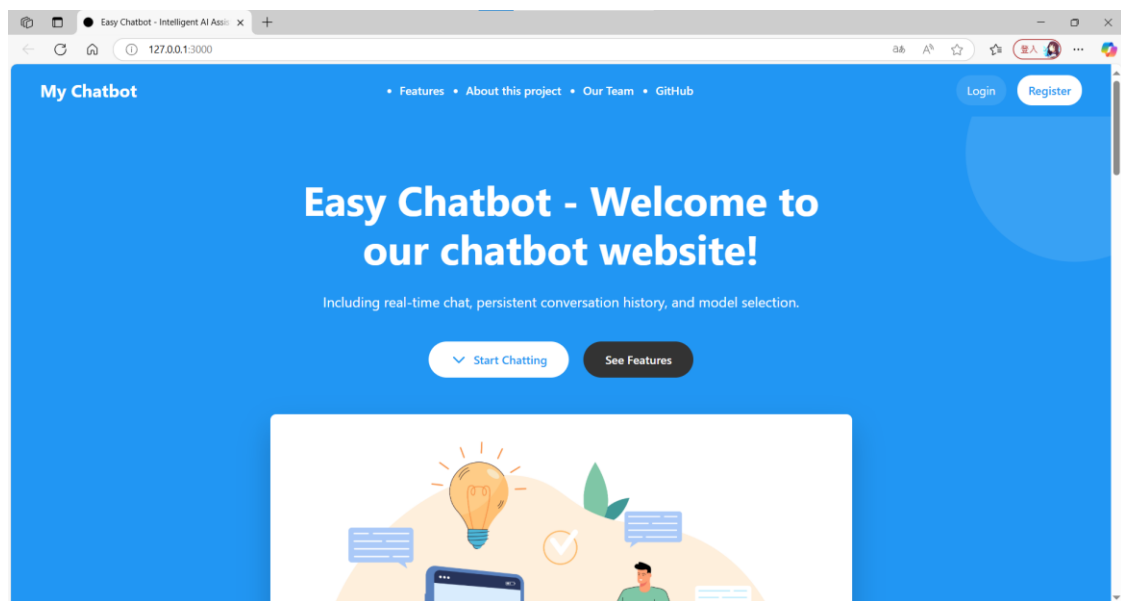 Easy Chatbot - Intelligent AI Assis
127.0.0.1:3000
登入
My Chatbot
• Features • About this project • Our Team • GitHub
Login
Register
Easy Chatbot - Welcome to
our chatbot website!
Including real-time chat, persistent conversation history, and model selection.
Start Chatting
See Features